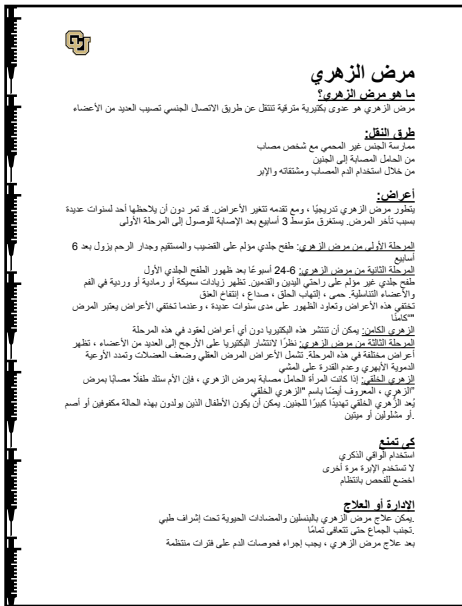 مرض الزهري
ما هو مرض الزهري؟
مرض الزهري هو عدوى بكتيرية مترقية تنتقل عن طريق الاتصال الجنسي تصيب العديد من الأعضاء
طرق النقل:
ممارسة الجنس غير المحمي مع شخص مصاب
من الحامل المصابة إلى الجنين
من خلال استخدام الدم المصاب ومشتقاته والإبر
أعراض:
يتطور مرض الزهري تدريجيًا ، ومع تقدمه تتغير الأعراض. قد تمر دون أن يلاحظها أحد لسنوات عديدة
بسبب تأخر المرض. يستغرق متوسط 3 أسابيع بعد الإصابة للوصول إلى المرحلة الأولى
المرحلة الأولى من مرض الزهري: طفح جلدي مؤلم على القضيب والمستقيم وجدار الرحم يزول بعد 6
أسابيع
المرحلة الثانية من مرض الزهري: 6-24 أسبوعًا بعد ظهور الطفح الجلدي الأول
طفح جلدي غير مؤلم على راحتي اليدين والقدمين. تظهر زيادات سميكة أو رمادية أو وردية في الفم
والأعضاء التناسلية. حمى ، إلتهاب الحلق ، صداع ، إنتفاخ العنق
تختفي هذه الأعراض وتعاود الظهور على مدى سنوات عديدة ، وعندما تختفي الأعراض يعتبر المرض
""كامنًا
الزهري الكامن: يمكن أن تنتشر هذه البكتيريا دون أي أعراض لعقود في هذه المرحلة
المرحلة الثالثة من مرض الزهري: نظرًا لانتشار البكتيريا على الأرجح إلى العديد من الأعضاء ، تظهر
أعراض مختلفة في هذه المرحلة. تشمل الأعراض المرض العقلي وضعف العضلات وتمدد الأوعية
الدموية الأبهري وعدم القدرة على المشي
الزهري الخلقي: إذا كانت المرأة الحامل مصابة بمرض الزهري ، فإن الأم ستلد طفلًا مصابًا بمرض
"الزهري ، المعروف أيضًا باسم "الزهري الخلقي
يُعد الزُهري الخلقي تهديدًا كبيرًا للجنين. يمكن أن يكون الأطفال الذين يولدون بهذه الحالة مكفوفين أو أصم
.أو مشلولين أو ميتين
كي تمنع
استخدام الواقي الذكري
لا تستخدم الإبرة مرة أخرى
اخضع للفحص بانتظام
الادارة أو العلاج
.يمكن علاج مرض الزهري بالبنسلين والمضادات الحيوية تحت إشراف طبي
.تجنب الجماع حتى تتعافى تمامًا
بعد علاج مرض الزهري ، يجب إجراء فحوصات الدم على فترات منتظمة